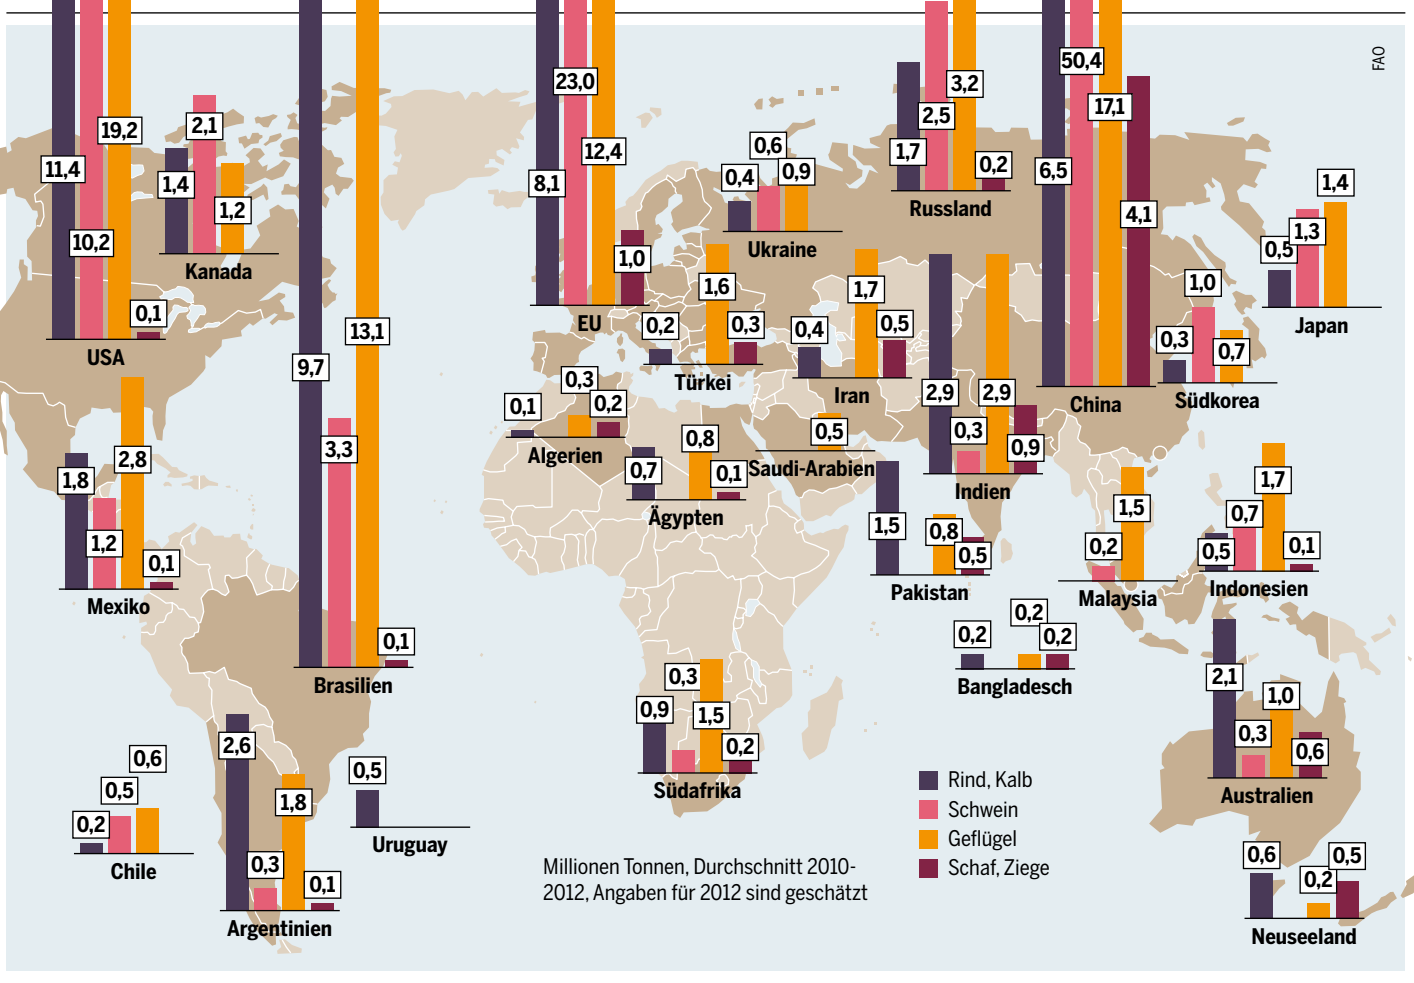 FAO
11,4
10,2
19,2
0,1
USA
1,4
2,1
1,2
Kanada
1,8
1,2
2,8
0,1
Mexiko
9,7
3,3
13,1
0,1
Brasilien
0,2
0,5
0,6
Chile
2,6
0,3
1,8
0,1
Argentinien
0,5
Uruguay
8,1
23,0
12,4
1,0
EU
0,4
0,6
0,9
Ukraine
1,7
2,5
3,2
0,2
Russland
0,2
1,6
0,3
Türkei
0,4
1,7
0,5
Iran
0,1
0,3
0,2
Algerien
0,7
0,8
0,1
Ägypten
0,5
Saudi-Arabien
2,9
0,3
2,9
0,9
Indien
6,5
50,4
17,1
4,1
China
0,3
1,0
0,7
Südkorea
0,5
1,3
1,4
Japan
1,5
0,8
0,5
Pakistan
0,2
0,2
0,2
Bangladesch
0,2
1,5
Malaysia
0,5
0,7
1,7
0,1
Indonesien
0,9
0,3
1,5
0,2
Südafrika
2,1
0,3
1,0
0,6
Australien
0,6
0,2
0,5
Neuseeland
Rind, Kalb
Schwein
Geflügel
Schaf, Ziege
Millionen Tonnen, Durchschnitt 2010-
2012, Angaben für 2012 sind geschätzt